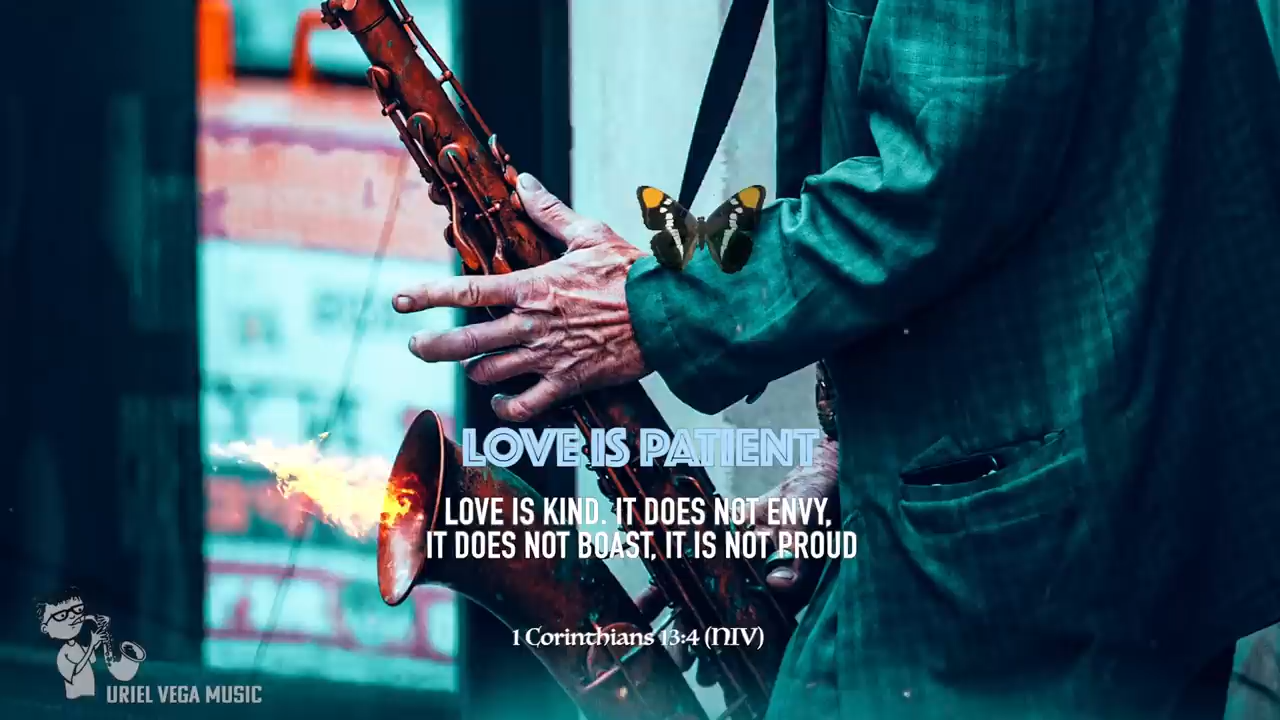 LOVE IS PATIENT
LOVE IS KIND. IT DOES NOT ENVY,
IT DOES NOT BOAST, IT IS NOT PROUD
1 Corinthians 13:4 (NIV)
URIEL VEGA MUSIC